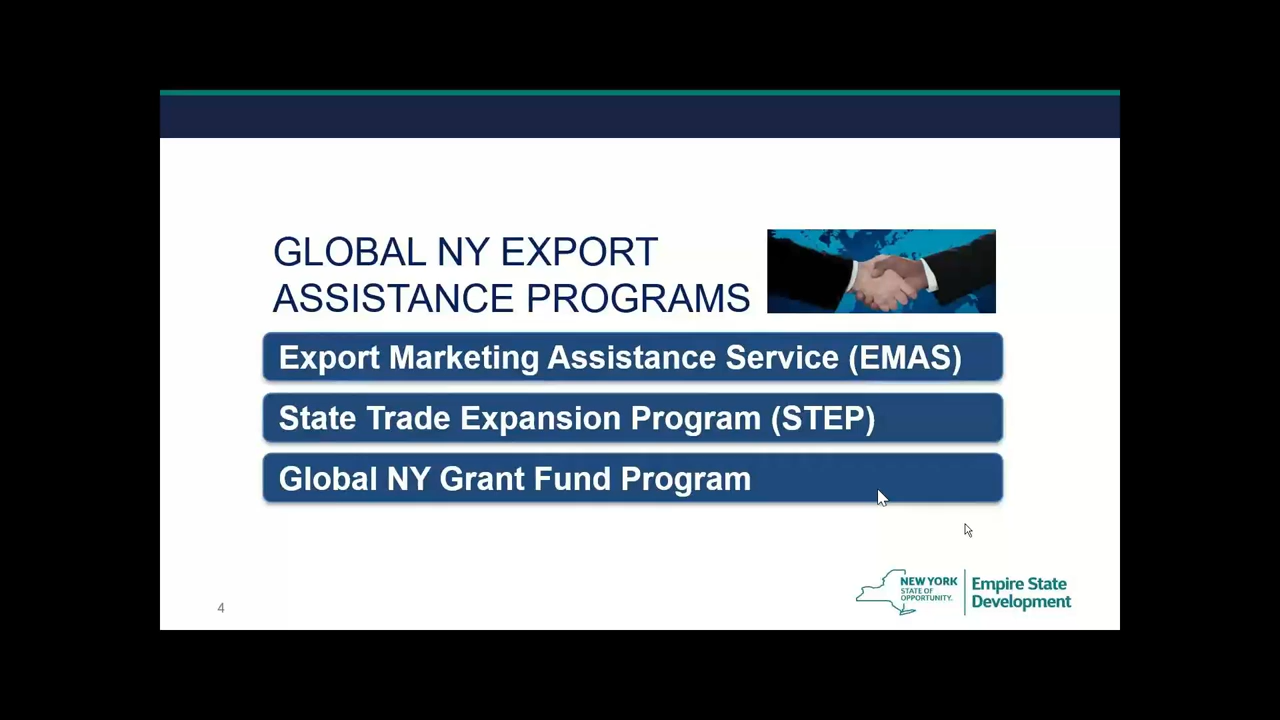 GLOBAL NY EXPORT
ASSISTANCE PROGRAMS
Export Marketing Assistance Service (EMAS)
State Trade Expansion Program (STEP)
Global NY Grant Fund Program
4
NEW YORK
STATE OF
OPPORTUNITY.
Empire State
Development